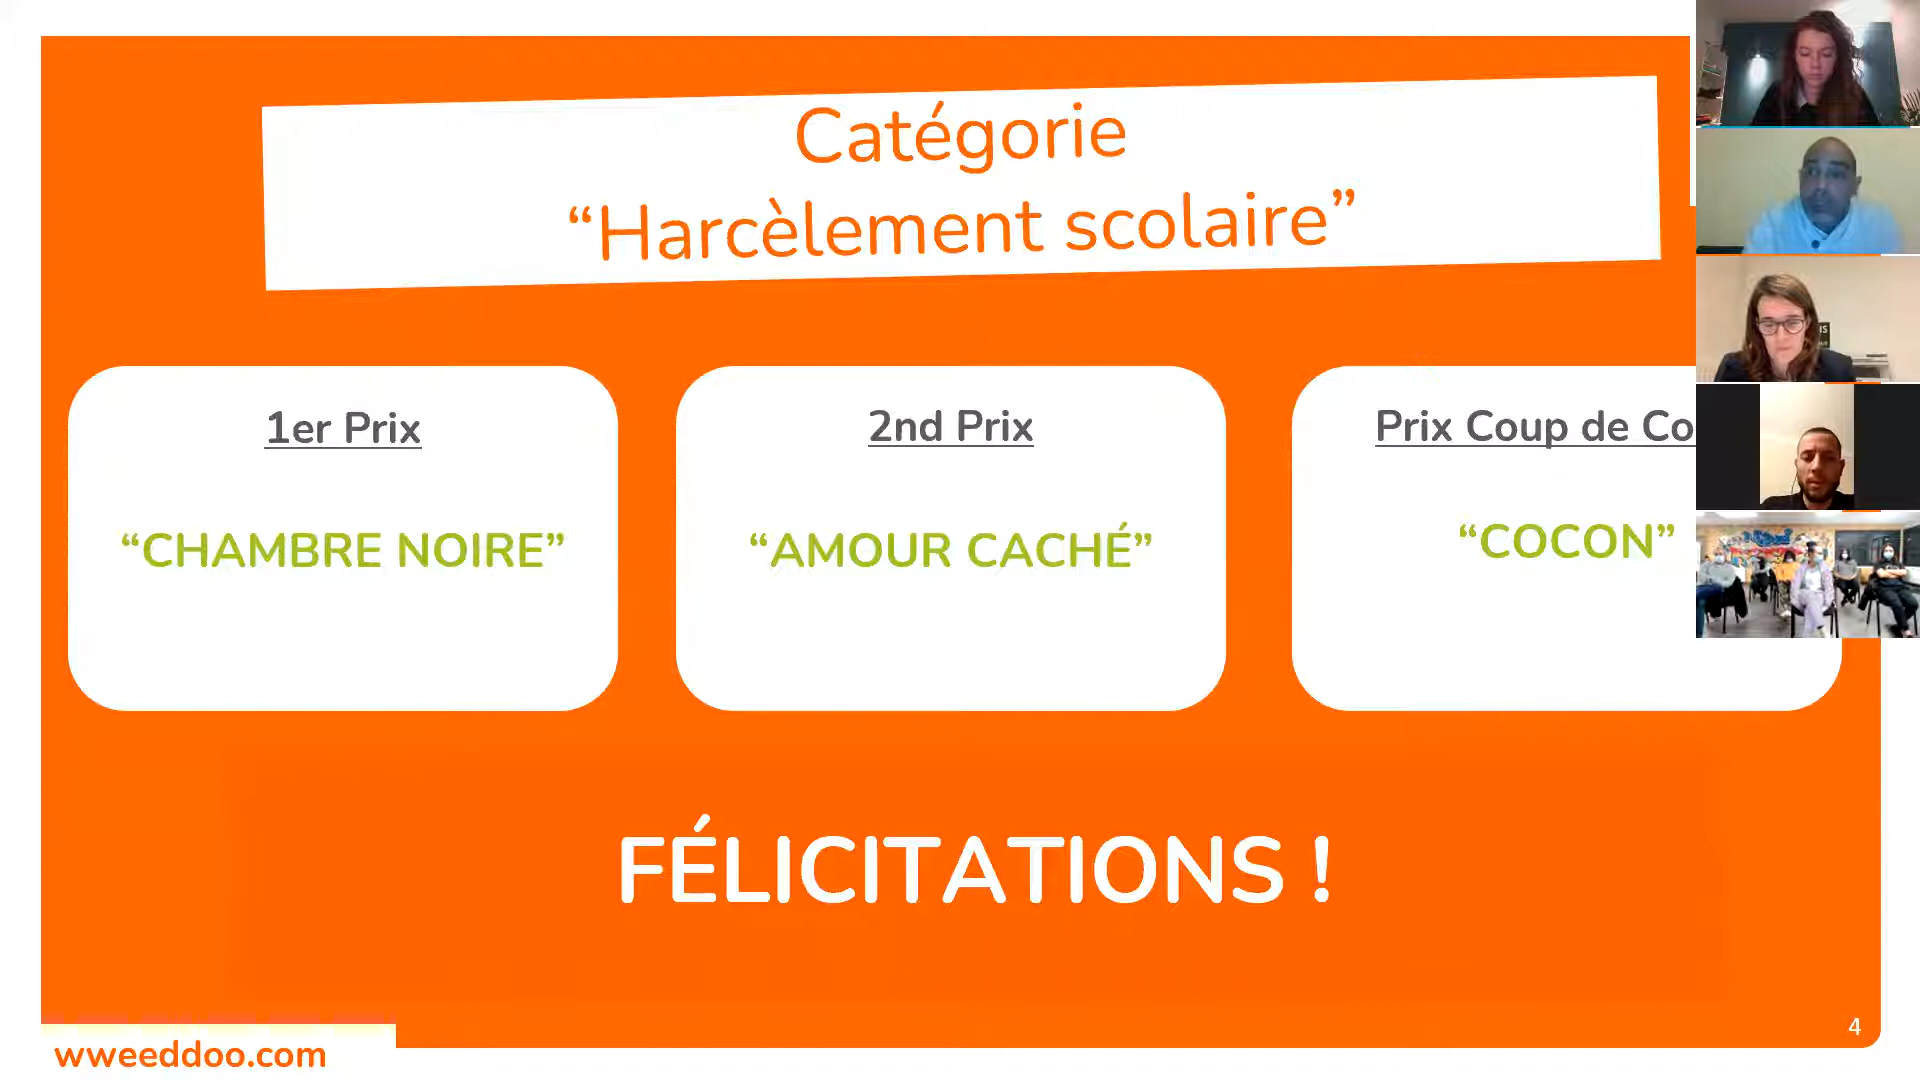 Catégorie
“Harcèlement scolaire”
1er Prix
“CHAMBRE NOIRE”
2nd Prix
“AMOUR CACHÉ”
Prix Coup de Co
“COCON”
FÉLICITATIONS !
wweeddoo.com
4